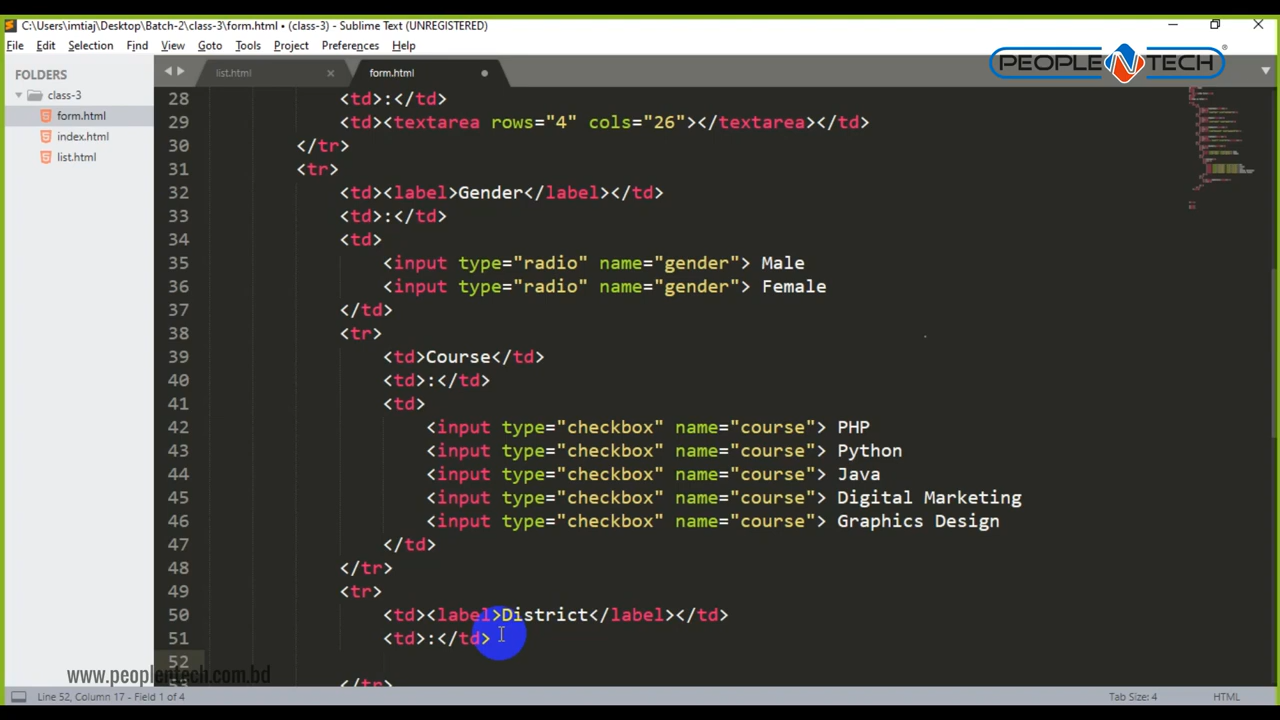 C:\Users\imtiaj\Desktop\Batch-2\class-3\form.html • (class-3) - Sublime Text (UNREGISTERED)
File Edit Selection Find View Goto Tools Project Preferences Help
PEOPLE N TECH ®
FOLDERS
class-3
form.html
index.html
list.html
list.html × form.html
28 <td>:</td>
29 <td><textarea rows="4" cols="26"></textarea></td>
30 </tr>
31 <tr>
32 <td><label>Gender</label></td>
33 <td>:</td>
34 <td>
35 <input type="radio" name="gender"> Male
36 <input type="radio" name="gender"> Female
37 </td>
38 <tr>
39 <td>Course</td>
40 <td>:</td>
41 <td>
42 <input type="checkbox" name="course"> PHP
43 <input type="checkbox" name="course"> Python
44 <input type="checkbox" name="course"> Java
45 <input type="checkbox" name="course"> Digital Marketing
46 <input type="checkbox" name="course"> Graphics Design
47 </td>
48 </tr>
49 <tr>
50 <td><label>District</label></td>
51 <td>:</td>
52
53 </tr>
www.peoplentech.com.bd
Line 52, Column 17 - Field 1 of 4
Tab Size: 4
HTML